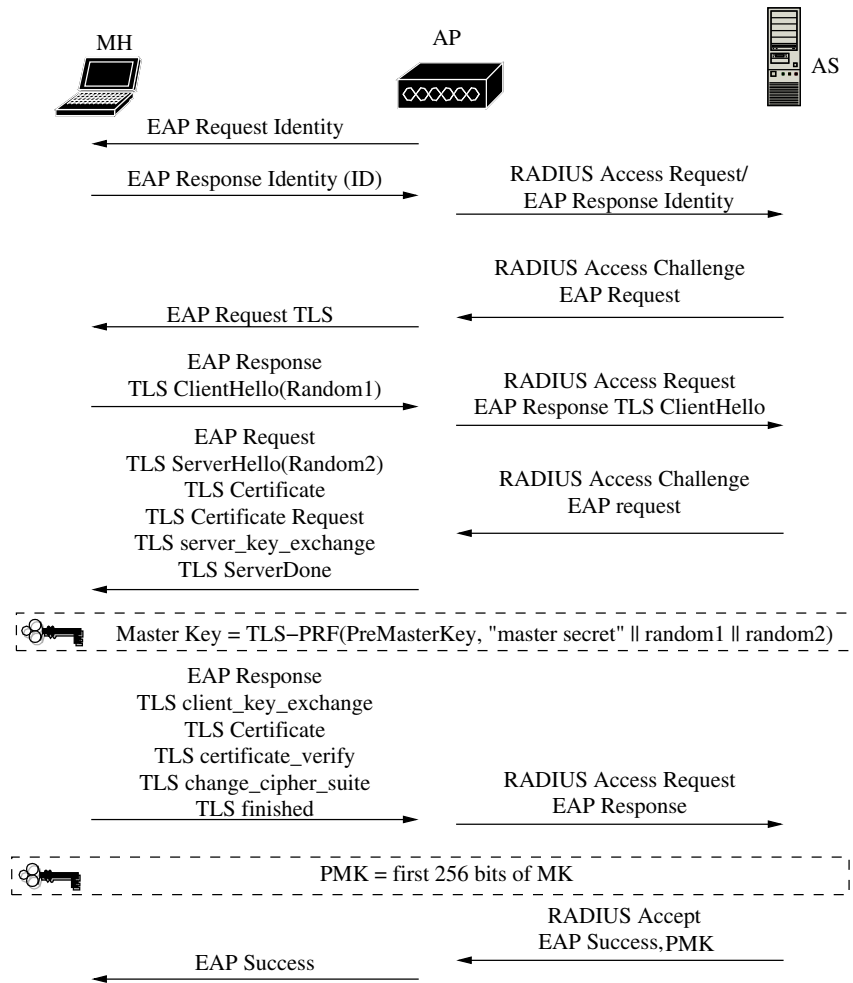 MH
AP
AS
EAP Request Identity
EAP Response Identity (ID)
RADIUS Access Request/
EAP Response Identity
RADIUS Access Challenge
EAP Request
EAP Request TLS
EAP Response
TLS ClientHello(Random1)
RADIUS Access Request
EAP Response TLS ClientHello
EAP Request
TLS ServerHello(Random2)
TLS Certificate
TLS Certificate Request
TLS server_key_exchange
TLS ServerDone
RADIUS Access Challenge
EAP request
Master Key = TLS−PRF(PreMasterKey, "master secret" || random1 || random2)
EAP Response
TLS client_key_exchange
TLS Certificate
TLS certificate_verify
TLS change_cipher_suite
TLS finished
RADIUS Access Request
EAP Response
PMK = first 256 bits of MK
RADIUS Accept
EAP Success,PMK
EAP Success